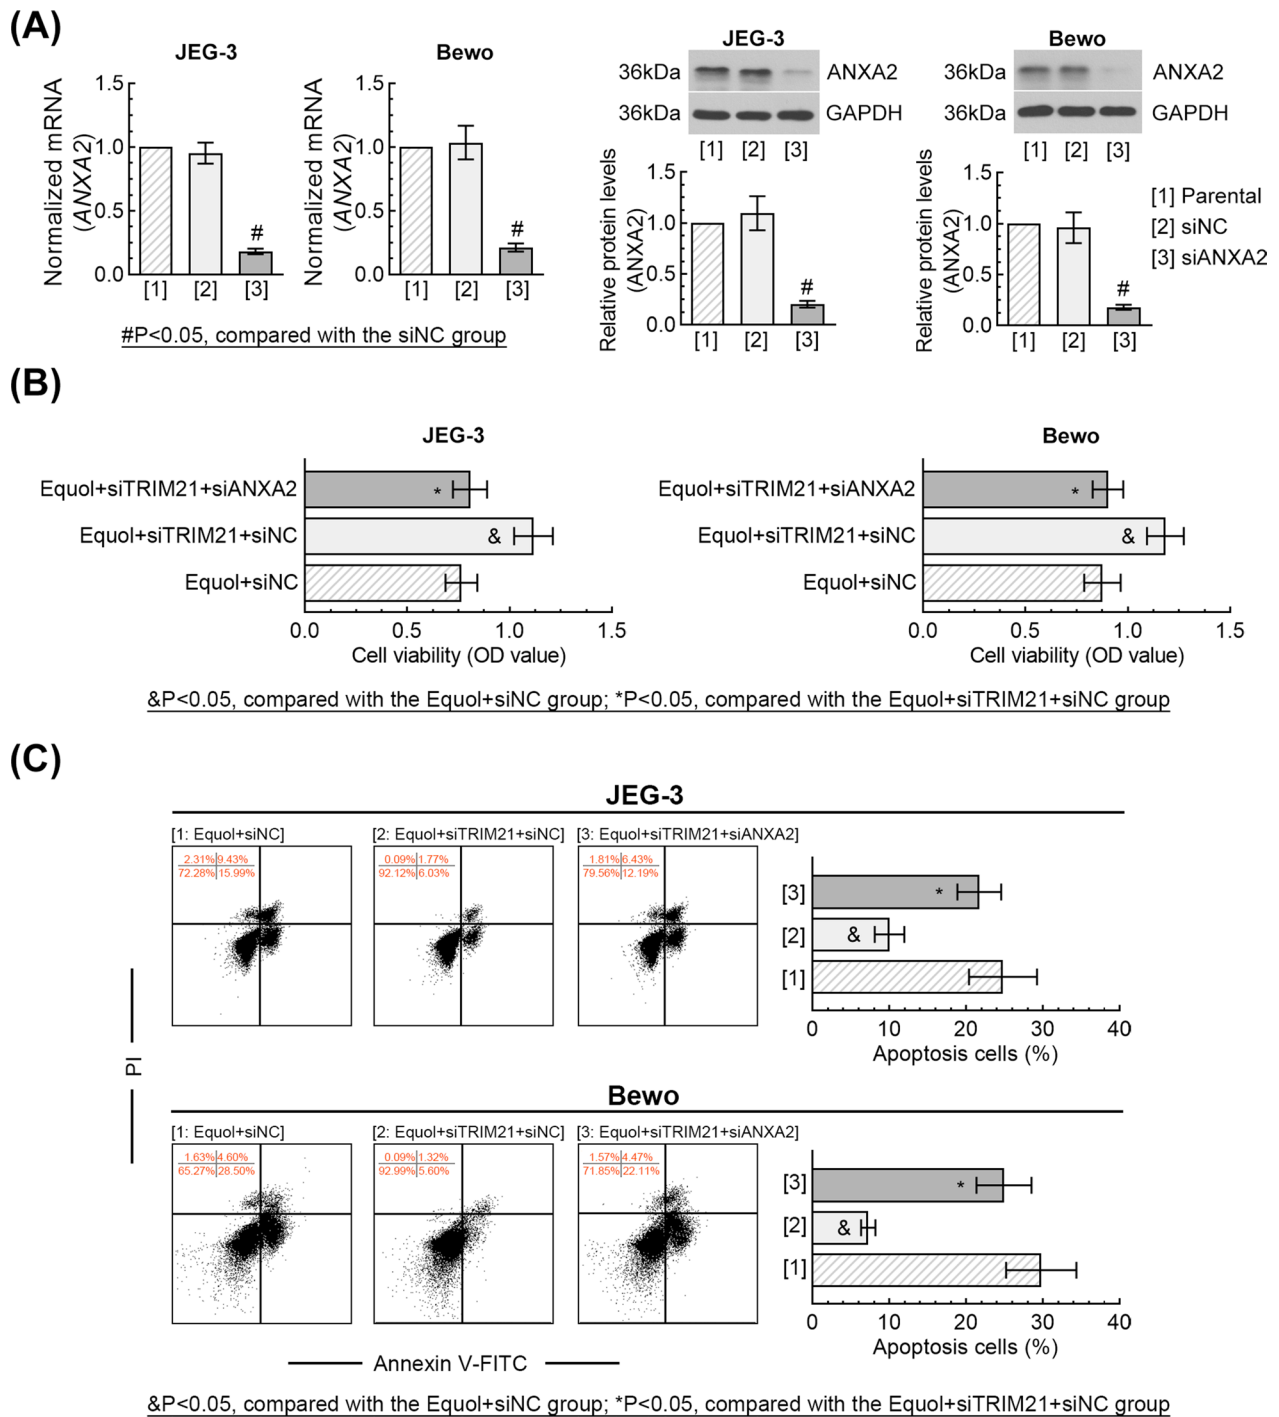 (A)
JEG-3
Bewo
JEG-3
Bewo
Normalized mRNA
(ANXA2)
1.5
1.0
0.5
0.0
#
[1] [2] [3]
Normalized mRNA
(ANXA2)
1.5
1.0
0.5
0.0
#
[1] [2] [3]
#P<0.05, compared with the siNC group
36kDa ANXA2
36kDa GAPDH
[1] [2] [3]
Relative protein levels
(ANXA2)
1.5
1.0
0.5
0.0
#
[1] [2] [3]
36kDa ANXA2
36kDa GAPDH
[1] [2] [3]
Relative protein levels
(ANXA2)
1.5
1.0
0.5
0.0
#
[1] [2] [3]
[1] Parental
[2] siNC
[3] siANXA2
(B)
JEG-3
Equol+siTRIM21+siANXA2 *
Equol+siTRIM21+siNC &
Equol+siNC
0.0 0.5 1.0 1.5
Cell viability (OD value)
Bewo
Equol+siTRIM21+siANXA2 *
Equol+siTRIM21+siNC &
Equol+siNC
0.0 0.5 1.0 1.5
Cell viability (OD value)
&P<0.05, compared with the Equol+siNC group; *P<0.05, compared with the Equol+siTRIM21+siNC group
(C)
JEG-3
[1: Equol+siNC] [2: Equol+siTRIM21+siNC] [3: Equol+siTRIM21+siANXA2]
2.31% 9.43%
72.28% 15.99%
0.09% 1.77%
92.12% 6.03%
1.81% 6.43%
79.56% 12.19%
[3] *
[2] &
[1]
0 10 20 30 40
Apoptosis cells (%)
PI
Bewo
[1: Equol+siNC] [2: Equol+siTRIM21+siNC] [3: Equol+siTRIM21+siANXA2]
1.63% 4.60%
65.27% 28.50%
0.09% 1.32%
92.99% 5.60%
1.57% 4.47%
71.85% 22.11%
[3] *
[2] &
[1]
0 10 20 30 40
Apoptosis cells (%)
Annexin V-FITC
&P<0.05, compared with the Equol+siNC group; *P<0.05, compared with the Equol+siTRIM21+siNC group